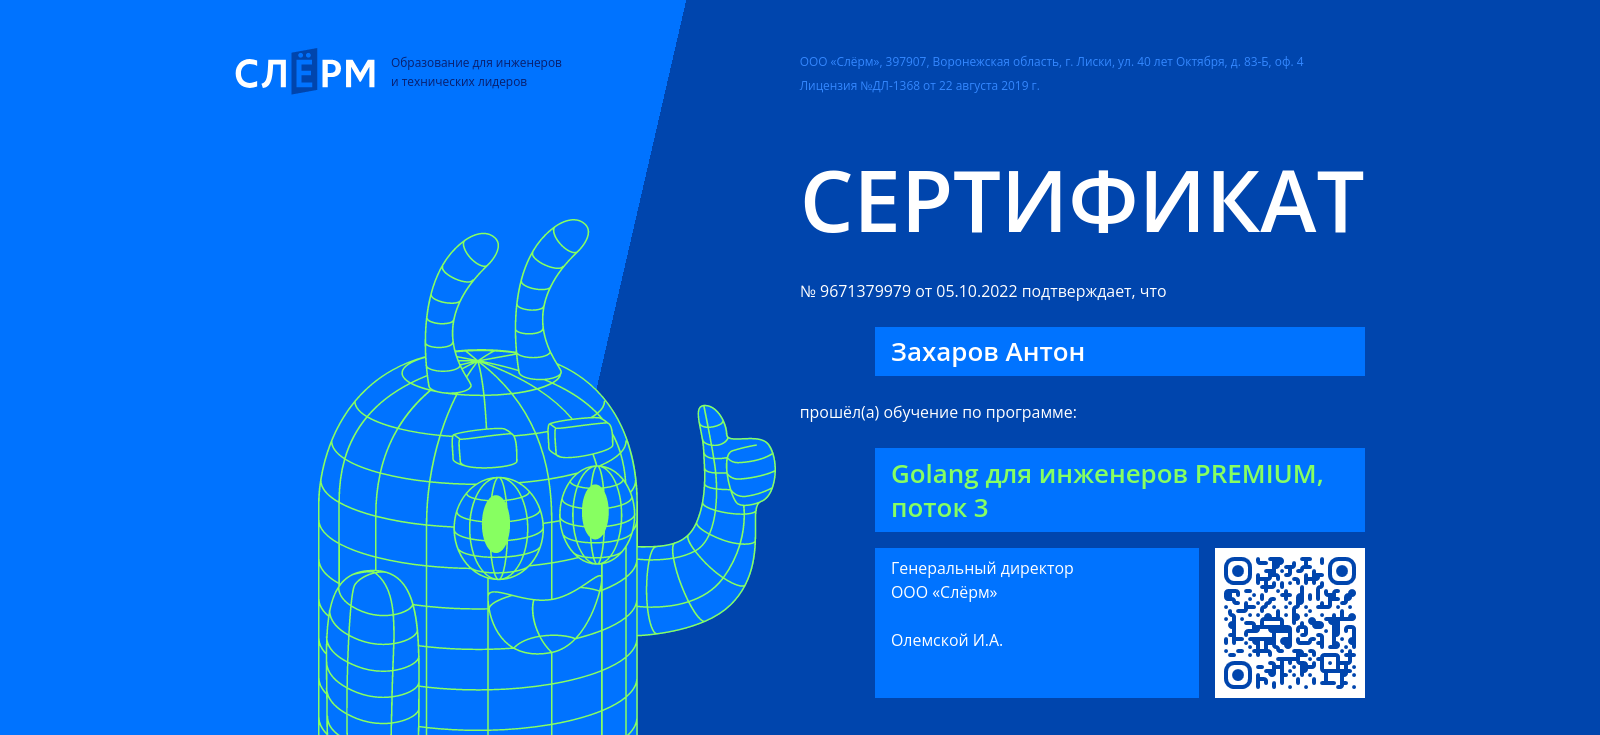 СЛЁРМ
Образование для инженеров
и технических лидеров
ООО «Слёрм», 397907, Воронежская область, г. Лиски, ул. 40 лет Октября, д. 83-Б, оф. 4
Лицензия №ДЛ-1368 от 22 августа 2019 г.
СЕРТИФИКАТ
№ 9671379979 от 05.10.2022 подтверждает, что
Захаров Антон
прошёл(а) обучение по программе:
Golang для инженеров PREMIUM,
поток 3
Генеральный директор
ООО «Слёрм»
Олемской И.А.